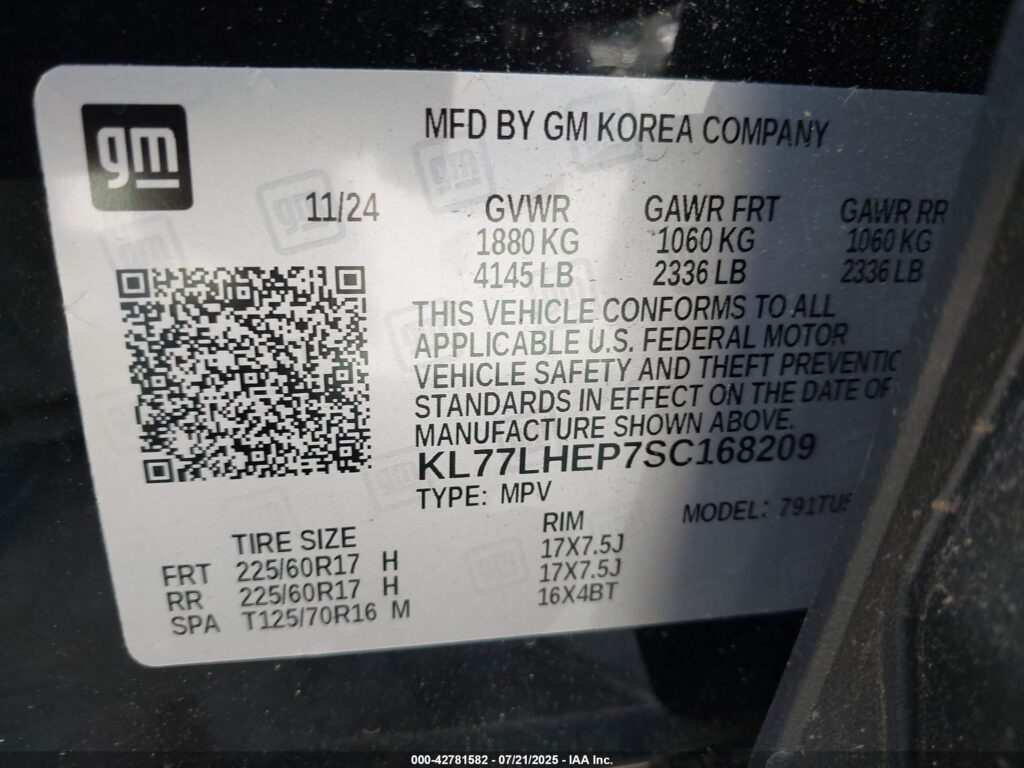 gm
MFD BY GM KOREA COMPANY
11/24
GVWR GAWR FRT GAWR RR
1880 KG 1060 KG 1060 KG
4145 LB 2336 LB 2336 LB
THIS VEHICLE CONFORMS TO ALL
APPLICABLE U.S. FEDERAL MOTOR
VEHICLE SAFETY AND THEFT
STANDARDS IN EFFECT ON THE DATE OF
MANUFACTURE SHOWN ABOVE.
KL77LHEP7SC168209
TYPE: MPV
MODEL:
TIRE SIZE RIM
FRT 225/60R17 H 17X7.5J
RR 225/60R17 H 17X7.5J
SPA T125/70R16 M 16X4BT
000-42781582 - 07/21/2025 - IAA Inc.